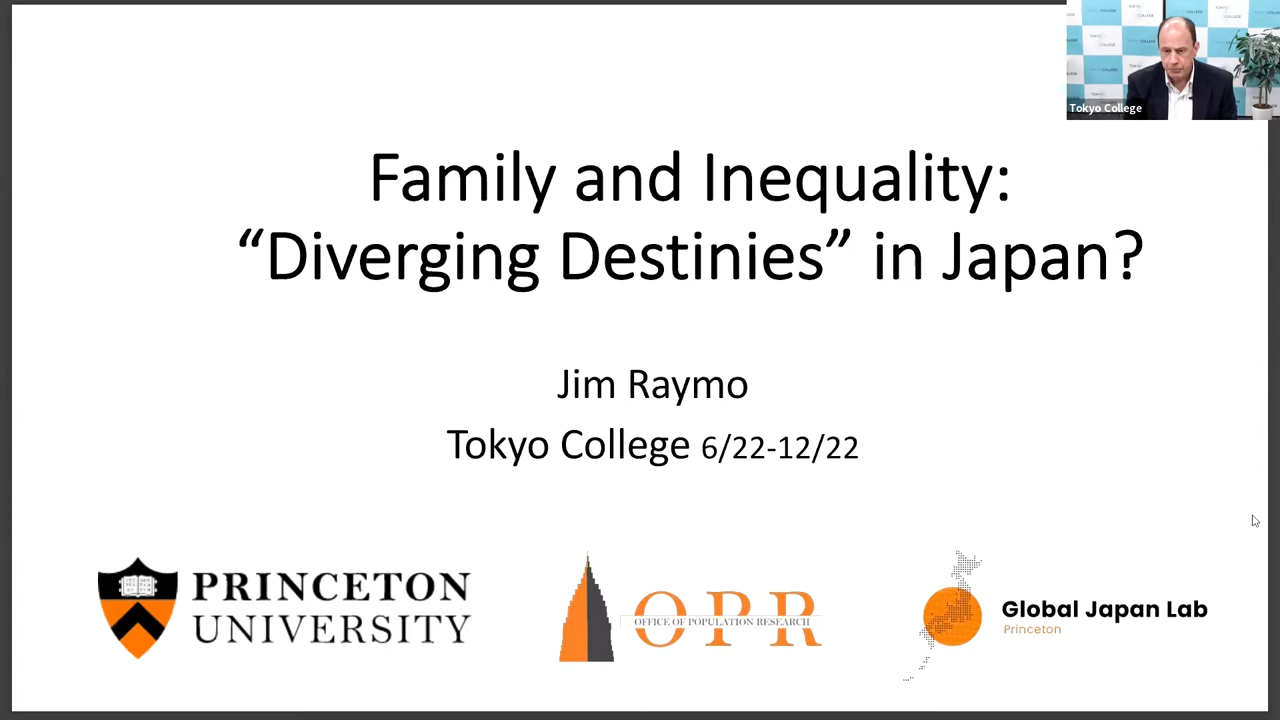 Tokyo College
Family and Inequality:
“Diverging Destinies” in Japan?
Jim Raymo
Tokyo College 6/22-12/22
PRINCETON
UNIVERSITY
OPR
OFFICE OF POPULATION RESEARCH
Global Japan Lab
Princeton